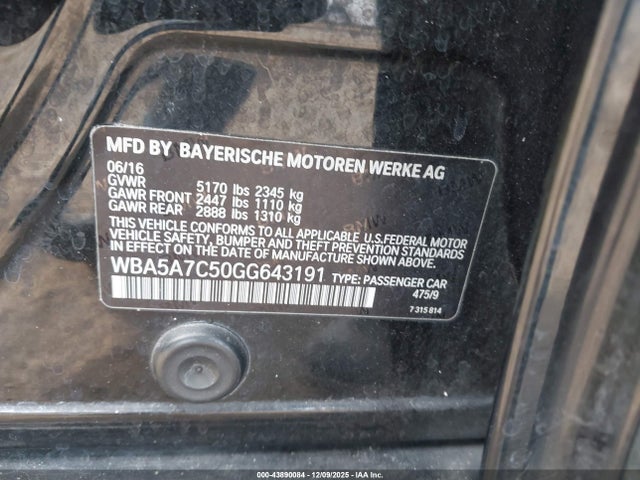 MFD BY BAYERISCHE MOTOREN WERKE AG
06/16
GVWR 5170 lbs 2345 kg
GAWR FRONT 2447 lbs 1110 kg
GAWR REAR 2888 lbs 1310 kg
THIS VEHICLE CONFORMS TO ALL APPLICABLE U.S.FEDERAL MOTOR
VEHICLE SAFETY, BUMPER AND THEFT PREVENTION STANDARDS
IN EFFECT ON THE DATE OF MANUFACTURE SHOWN ABOVE.
WBA5A7C50GG643191 TYPE: PASSENGER CAR
475/9
7 315 814
000-43890084 - 12/09/2025 - IAA Inc.